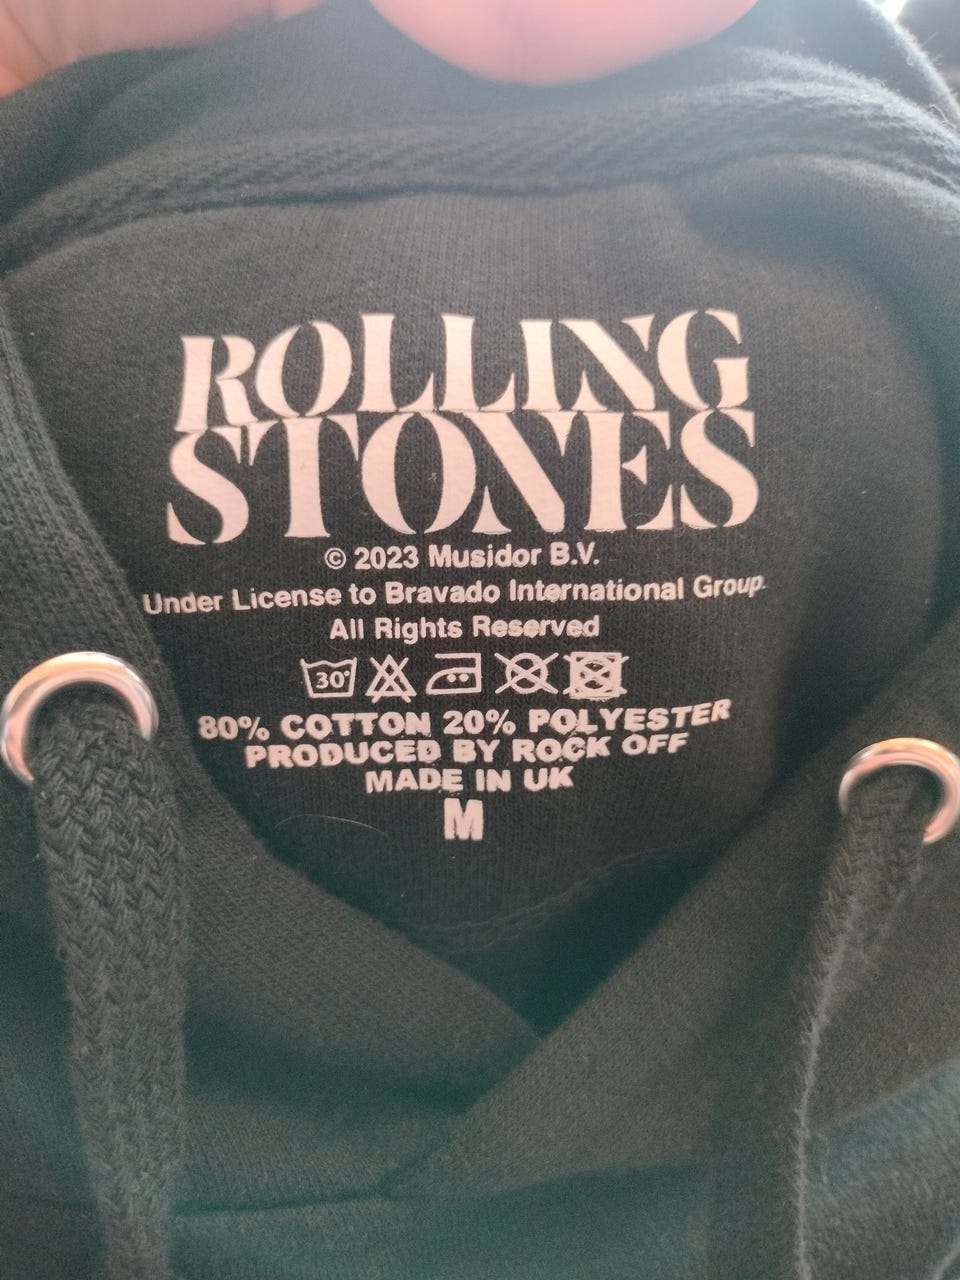 ROLLING
STONES
© 2023 Musidor B.V.
Under License to Bravado International Group.
All Rights Reserved
30°
80% COTTON 20% POLYESTER
PRODUCED BY ROCK OFF
MADE IN UK
M